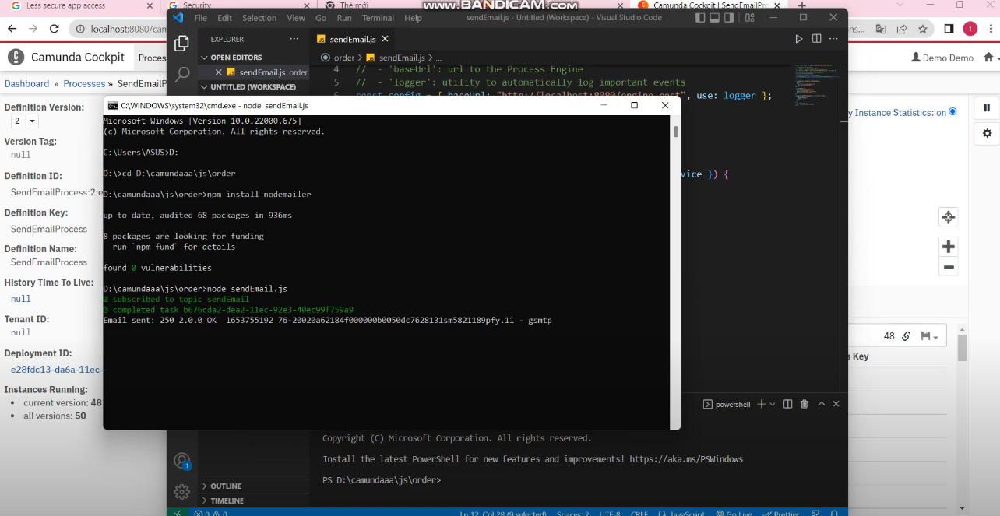 Less secure app access
Security
Thẻ mới
www.BANDICAM.com
Camunda Cockpit | SendEmailPr
localhost:8080/cam
File Edit Selection View Go Run Terminal Help
sendEmail.js - Untitled (Workspace) - Visual Studio Code
Camunda Cockpit
Proces
Demo Demo
Dashboard » Processes » SendEmailP
EXPLORER
OPEN EDITORS
sendEmail.js order
UNTITLED (WORKSPACE)
sendEmail.js
order > sendEmail.js > ...
4 // - 'baseUrl': url to the Process Engine
5 // - 'logger': utility to automatically log important events
6 const config = { baseUrl: "http://localhost:8080/engine-rest", use: logger };
vice }) {
Definition Version:
2
Version Tag:
null
Definition ID:
SendEmailProcess:2:e
Definition Key:
SendEmailProcess
Definition Name:
SendEmailProcess
History Time To Live:
null
Tenant ID:
null
Deployment ID:
e28fdc13-da6a-11ec-
Instances Running:
current version: 48
all versions: 50
C:\WINDOWS\system32\cmd.exe - node sendEmail.js
Microsoft Windows [Version 10.0.22000.675]
(c) Microsoft Corporation. All rights reserved.
C:\Users\ASUS>D:
D:\>cd D:\camundaaa\js\order
D:\camundaaa\js\order>npm install nodemailer
up to date, audited 68 packages in 936ms
8 packages are looking for funding
run `npm fund` for details
found 0 vulnerabilities
D:\camundaaa\js\order>node sendEmail.js
subscribed to topic sendEmail
completed task b676cda2-dea2-11ec-92e3-40ec99f759a9
Email sent: 250 2.0.0 OK 1653755192 76-20020a62184f000000b0050dc7628131sm5821189pfy.11 - gsmtp
y Instance Statistics: on
48
s Key
powershell
Copyright (C) Microsoft Corporation. All rights reserved.
Install the latest PowerShell for new features and improvements! https://aka.ms/PSWindows
PS D:\camundaaa\js\order>
OUTLINE
TIMELINE
1
0 0
Ln 12, Col 28 (9 selected) Spaces: 2 UTF-8 CRLF JavaScript Go Live Prettier